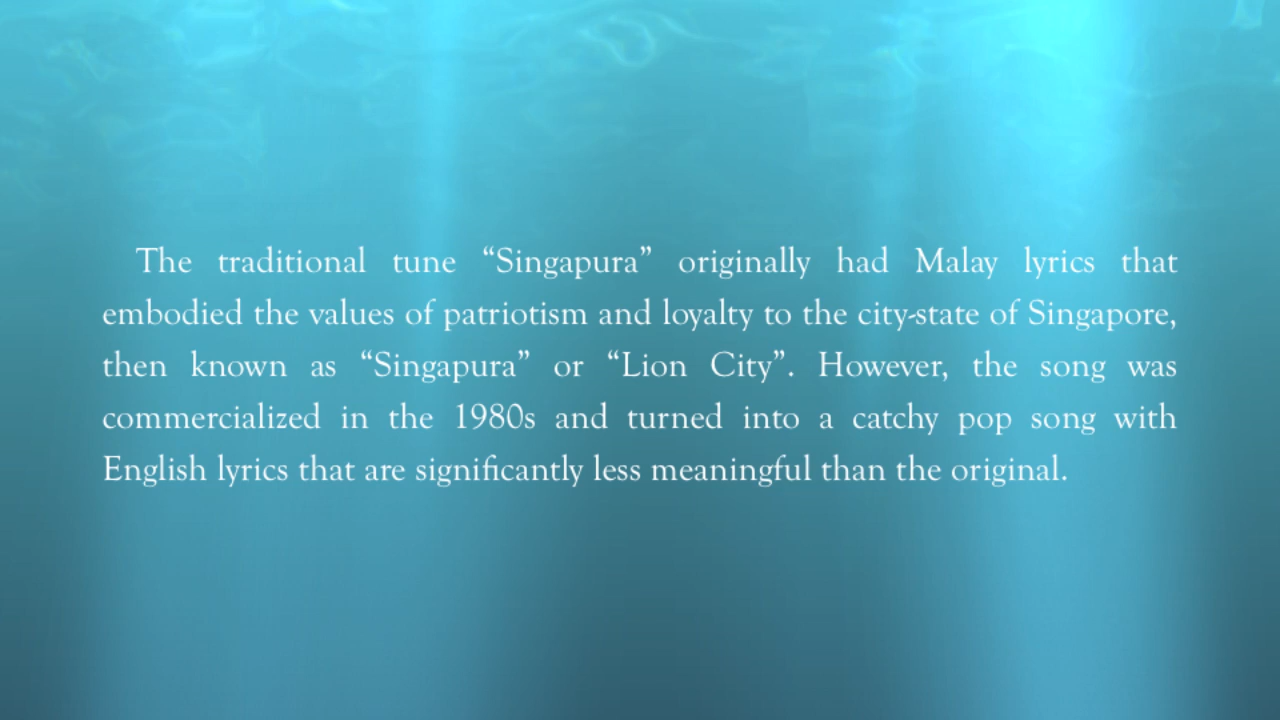 The traditional tune “Singapura” originally had Malay lyrics that
embodied the values of patriotism and loyalty to the city-state of Singapore,
then known as “Singapura” or “Lion City”. However, the song was
commercialized in the 1980s and turned into a catchy pop song with
English lyrics that are significantly less meaningful than the original.